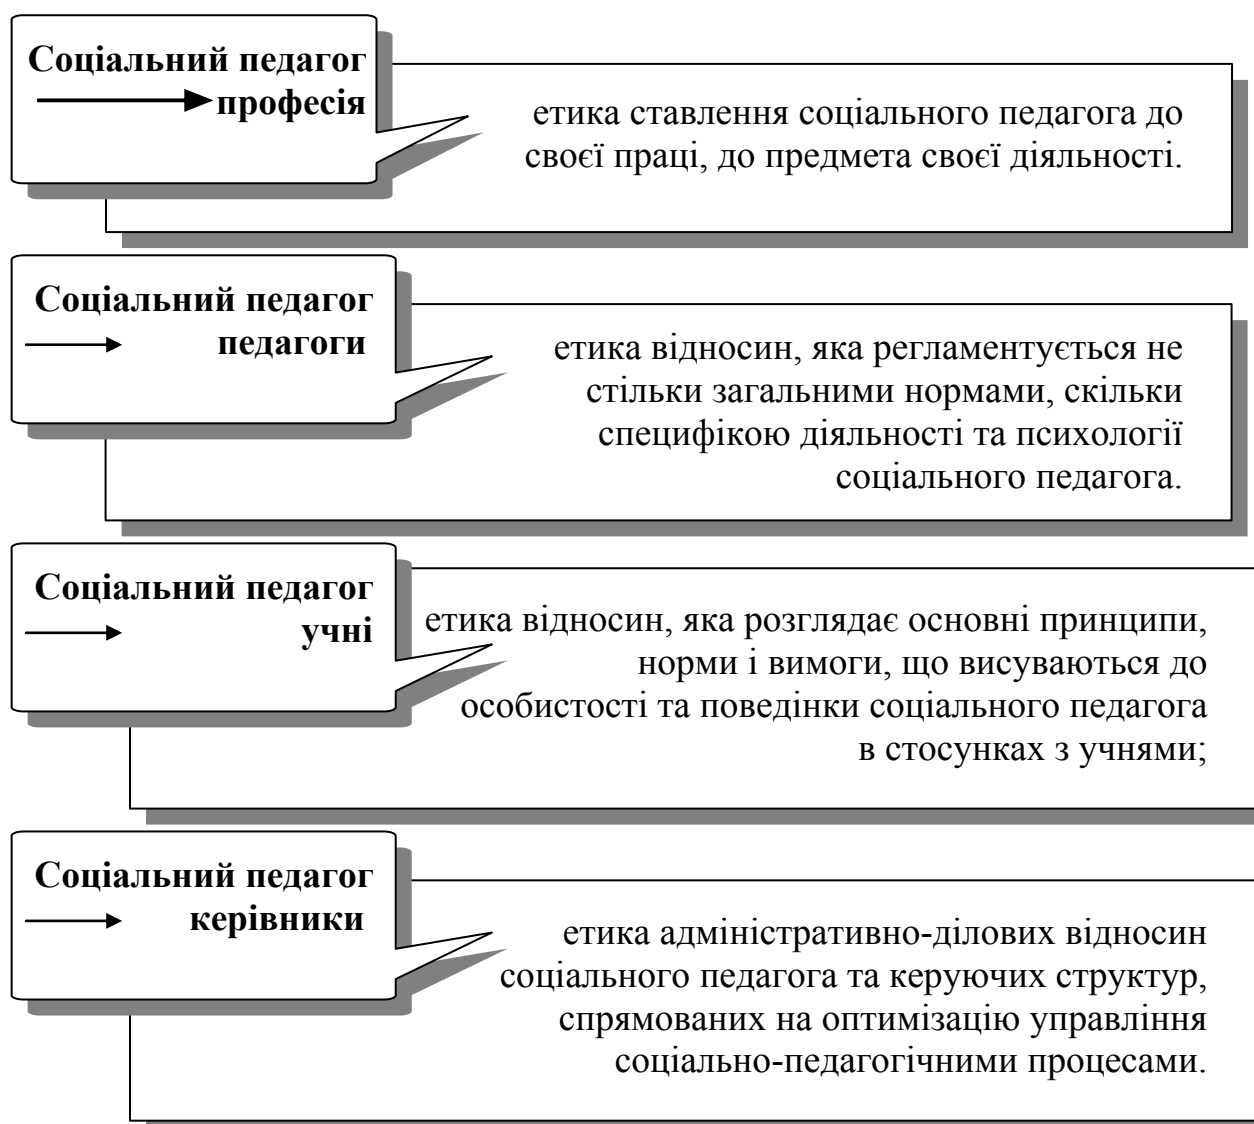 Соціальний педагог
професія
етика ставлення соціального педагога до
своєї праці, до предмета своєї діяльності.
Соціальний педагог
педагоги
етика відносин, яка регламентується не
стільки загальними нормами, скільки
специфікою діяльності та психології
соціального педагога.
Соціальний педагог
учні
етика відносин, яка розглядає основні принципи,
норми і вимоги, що висуваються до
особистості та поведінки соціального педагога
в стосунках з учнями;
Соціальний педагог
керівники
етика адміністративно-ділових відносин
соціального педагога та керуючих структур,
спрямованих на оптимізацію управління
соціально-педагогічними процесами.